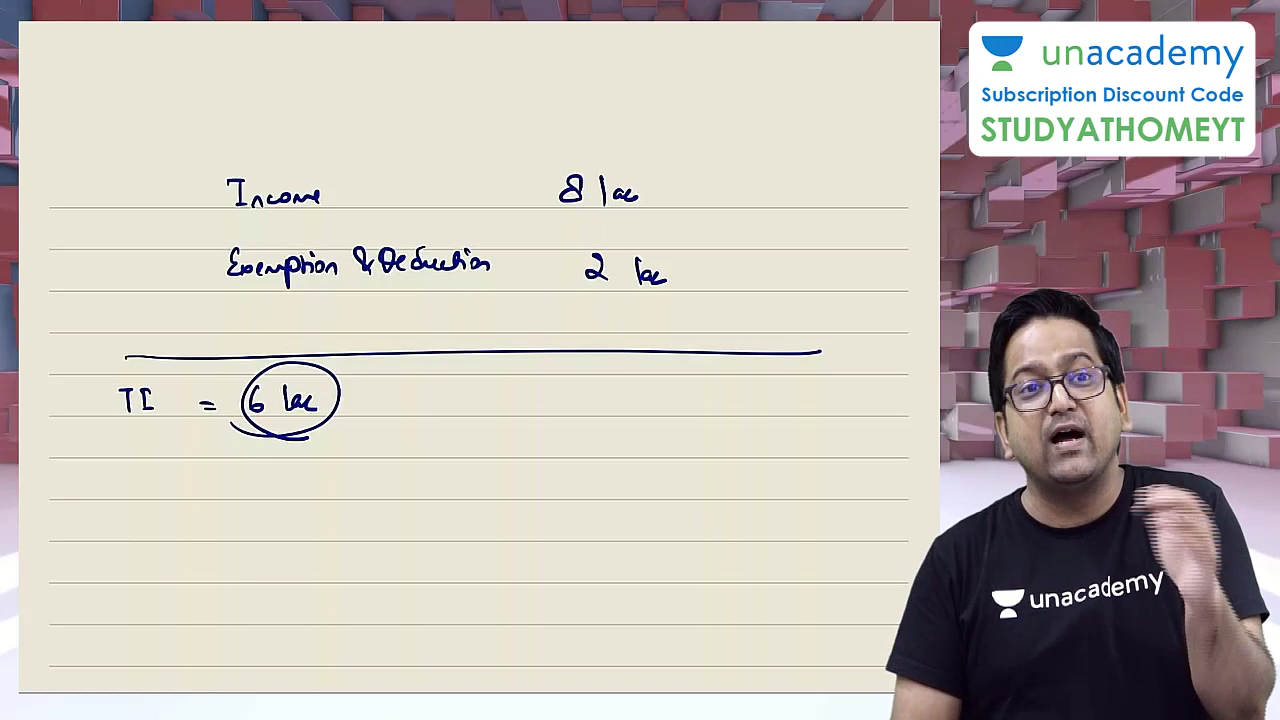 unacademy
Subscription Discount Code
STUDYATHOMEYT
Income 8 lac
Exemption & Deduction 2 lac
TI = 6 lac
unacademy